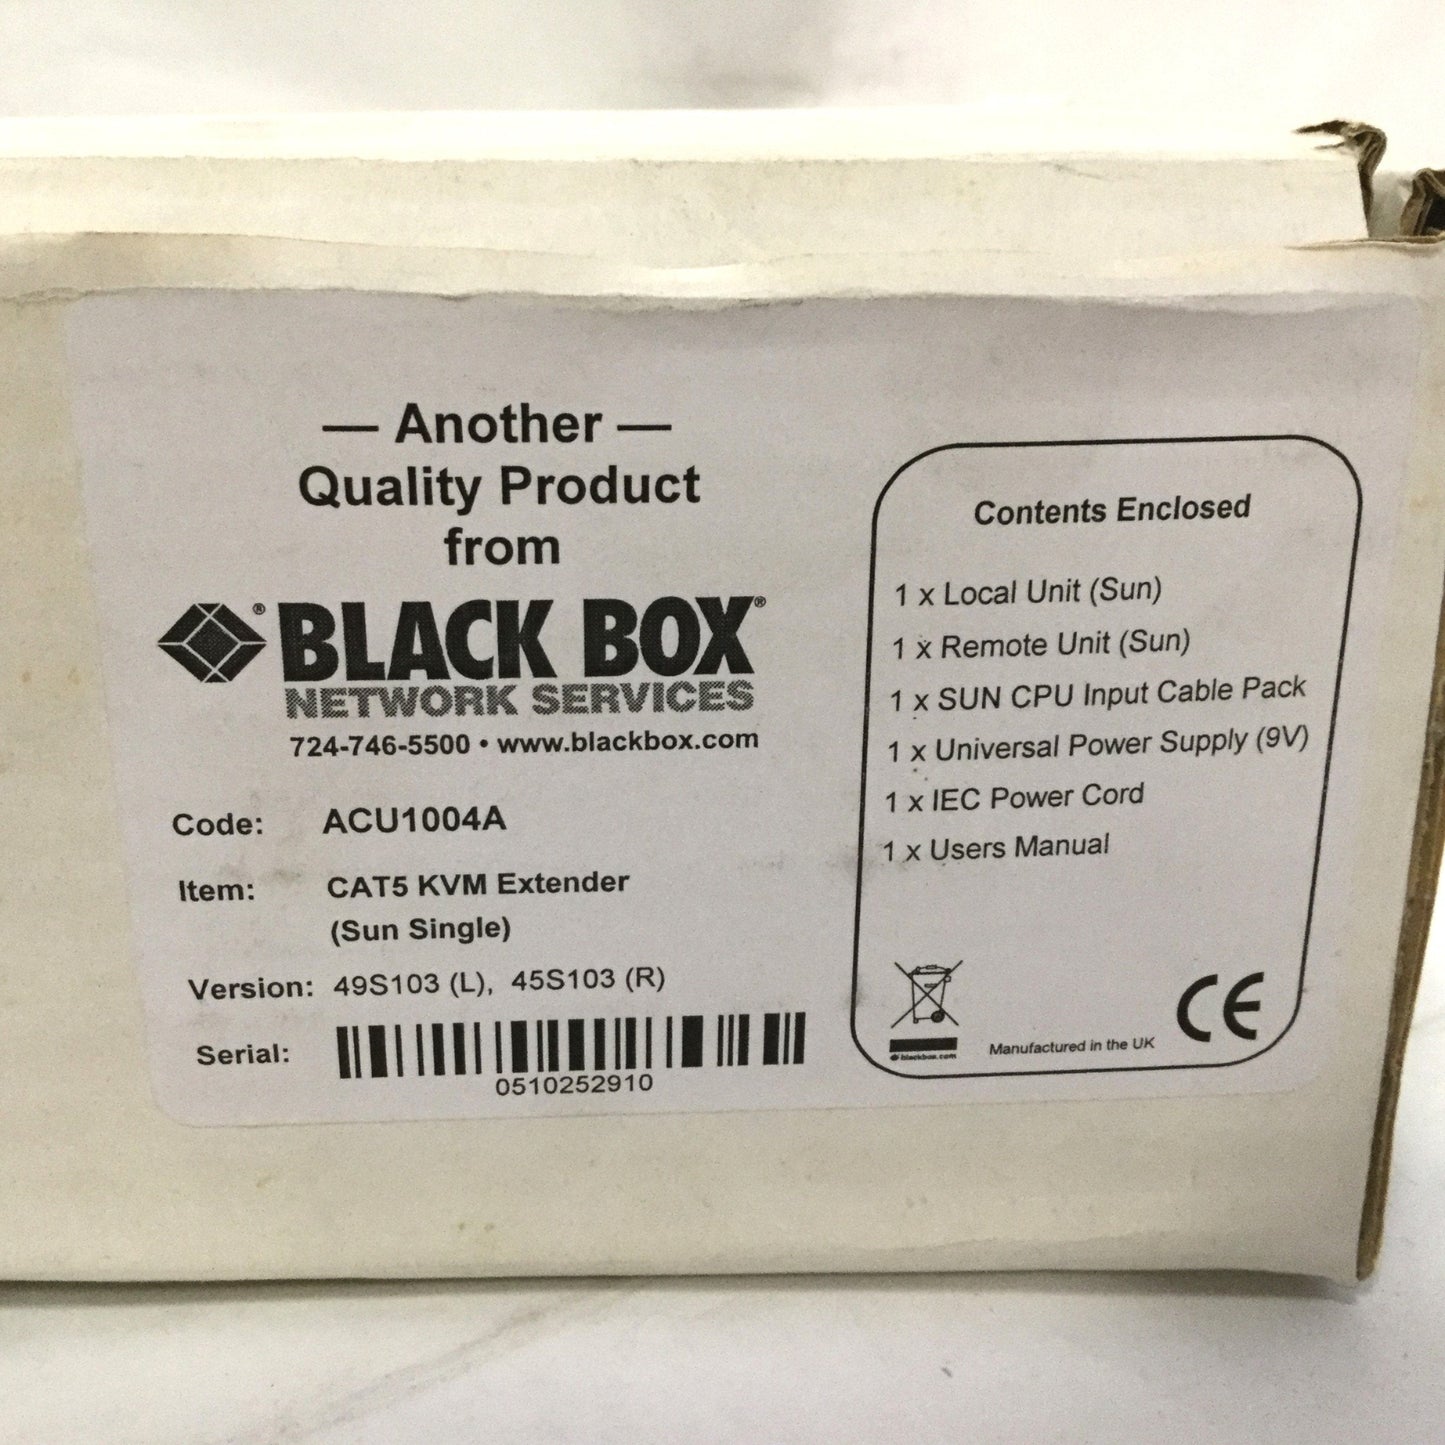 — Another —
Quality Product
from
® BLACK BOX®
NETWORK SERVICES
724-746-5500 • www.blackbox.com
Code: ACU1004A
Item: CAT5 KVM Extender
(Sun Single)
Version: 49S103 (L), 45S103 (R)
Serial:
0510252910
Contents Enclosed
1 x Local Unit (Sun)
1 x Remote Unit (Sun)
1 x SUN CPU Input Cable Pack
1 x Universal Power Supply (9V)
1 x IEC Power Cord
1 x Users Manual
blackbox.com
Manufactured in the UK
CE